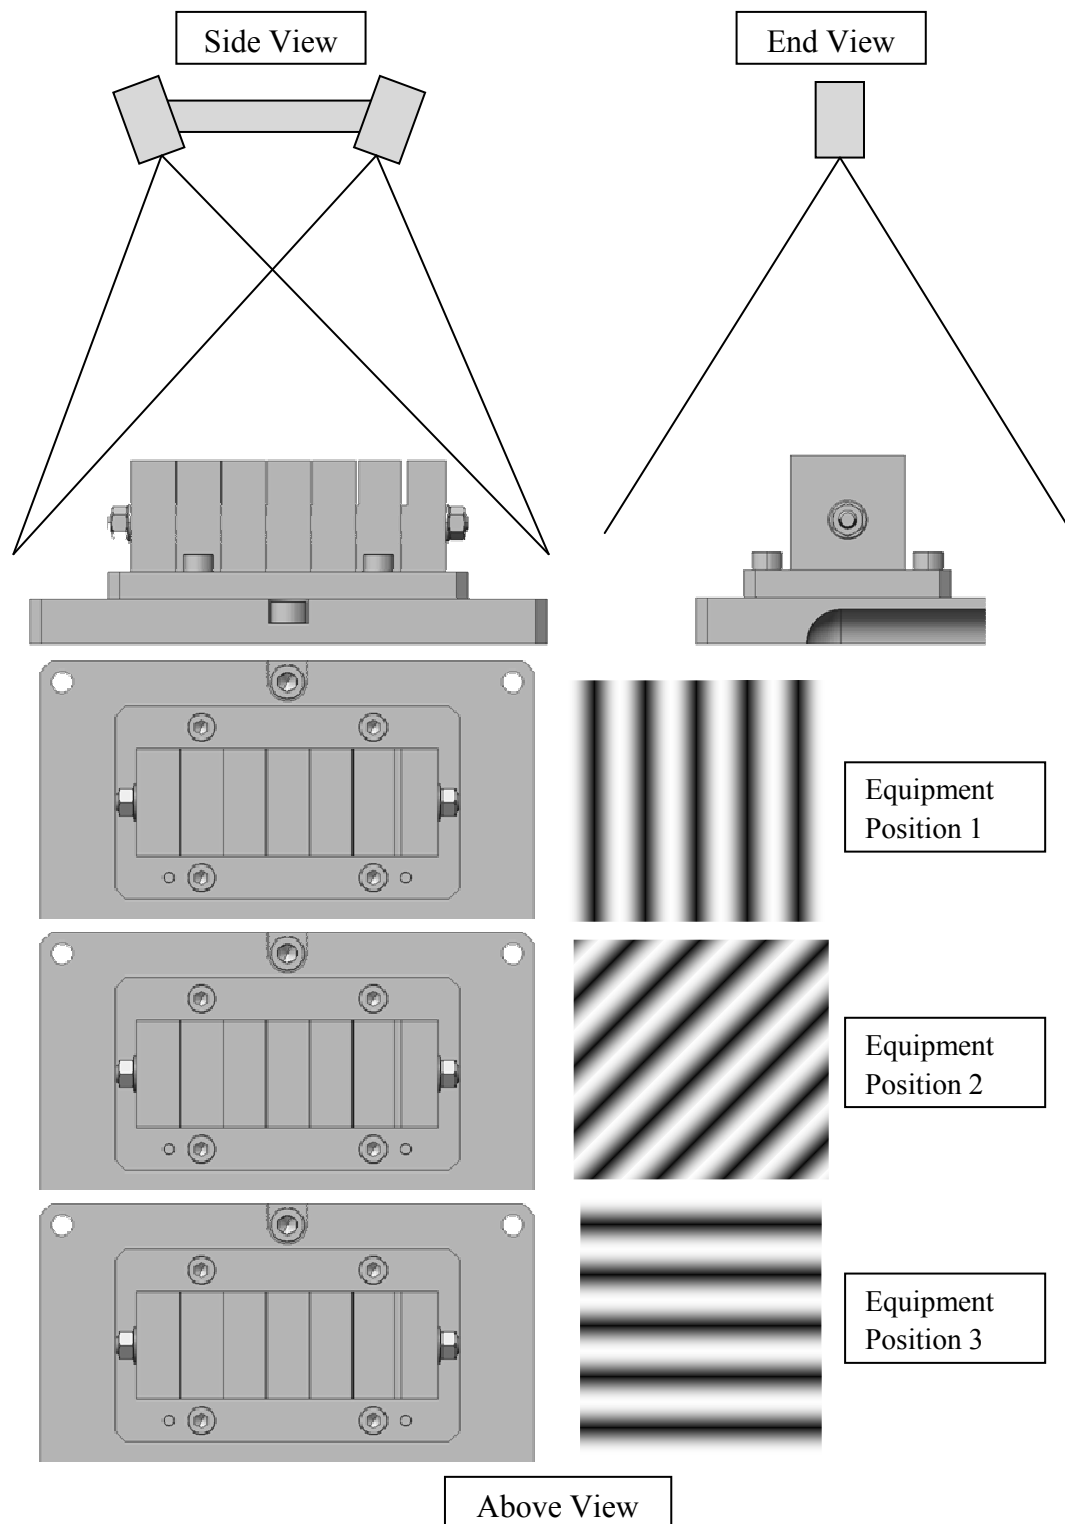 Side View
End View
Equipment
Position 1
Equipment
Position 2
Equipment
Position 3
Above View